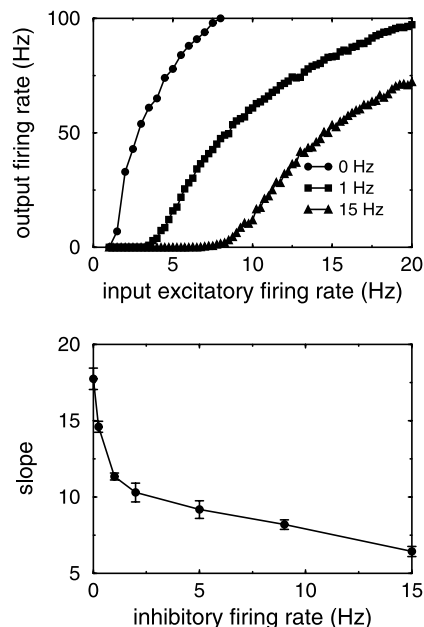 100
50
0
output firing rate (Hz)
0 Hz
1 Hz
15 Hz
0 5 10 15 20
input excitatory firing rate (Hz)
20
15
10
5
slope
0 5 10 15
inhibitory firing rate (Hz)